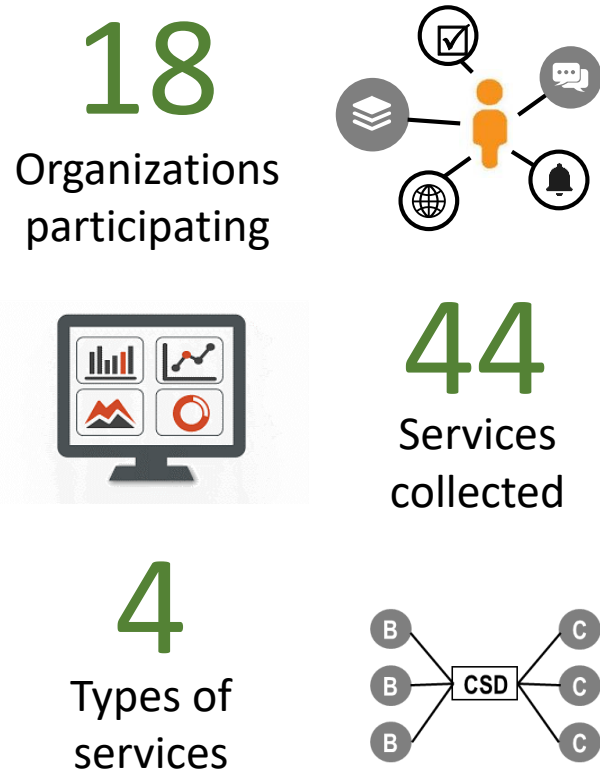 18
Organizations
participating
44
Services
collected
4
Types of
services
B
C
B
CSD
C
B
C